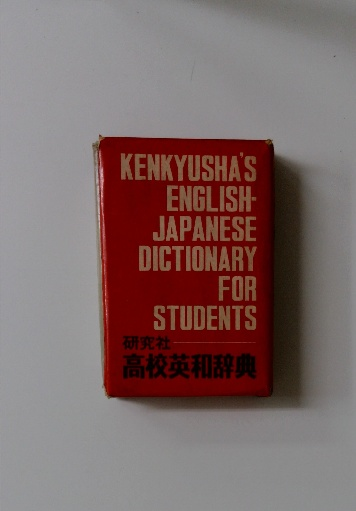 KENKYUSHA'S
ENGLISH-
JAPANESE
DICTIONARY
FOR
STUDENTS
研究社
高校英和辞典